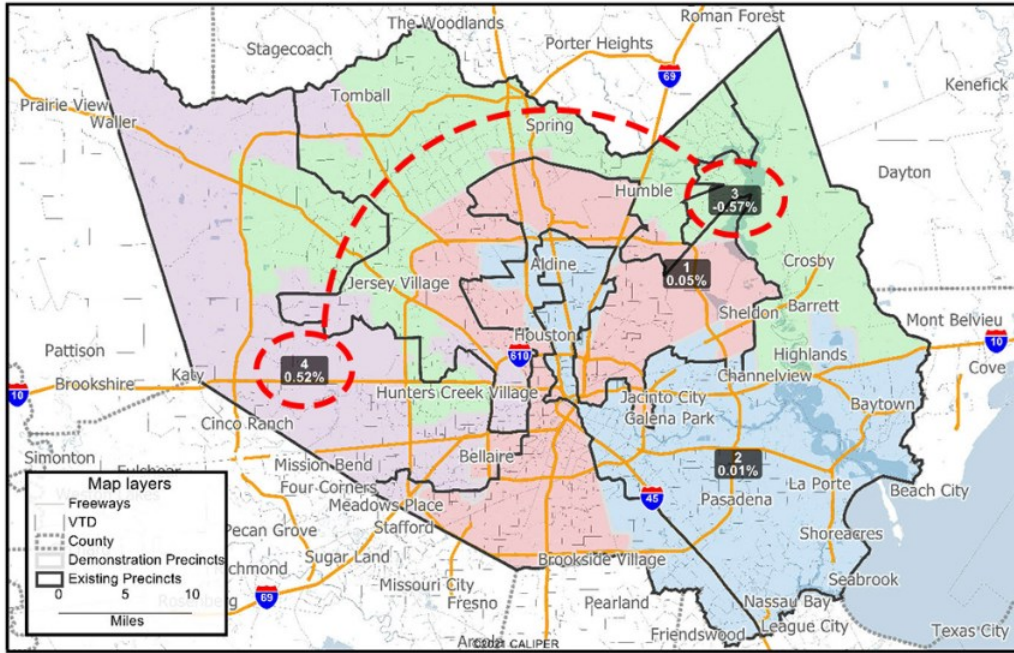 The Woodlands
Roman Forest
Stagecoach
Porter Heights
69
Kenefick
Tomball
Prairie View
Waller
Spring
Dayton
Humble
3
-0.57%
Aldine
1
0.05%
Crosby
Jersey Village
Sheldon
Barrett
Mont Belvieu
Houston
Pattison
4
0.52%
610
Highlands
10
Cove
Brookshire
Katy
Channelview
10
Hunters Creek Village
Jacinto City
Baytown
Cinco Ranch
Galena Park
Simonton
Mission Bend
Bellaire
2
0.01%
La Porte
Four Corners
Pasadena
Beach City
Meadows Place
45
Stafford
Shoreacres
Pecan Grove
Sugar Land
Brookside Village
Seabrook
69
Missouri City
Fresno
Pearland
Nassau Bay
League City
Friendswood
Texas City
Map layers
Freeways
VTD
County
Demonstration Precincts
Existing Precincts
0 5 10
Miles
©2021 CALIPER